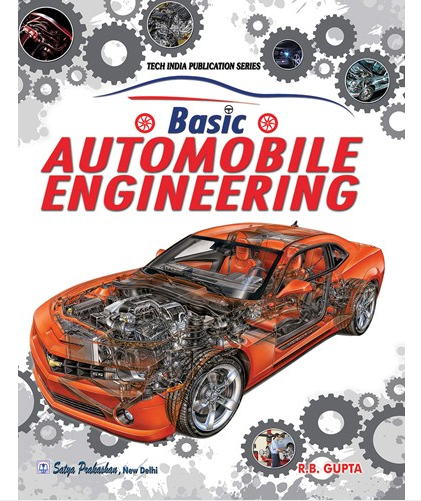 TECH INDIA PUBLICATION SERIES
Basic
AUTOMOBILE
ENGINEERING
Satya Prakashan, New Delhi
R.B. GUPTA